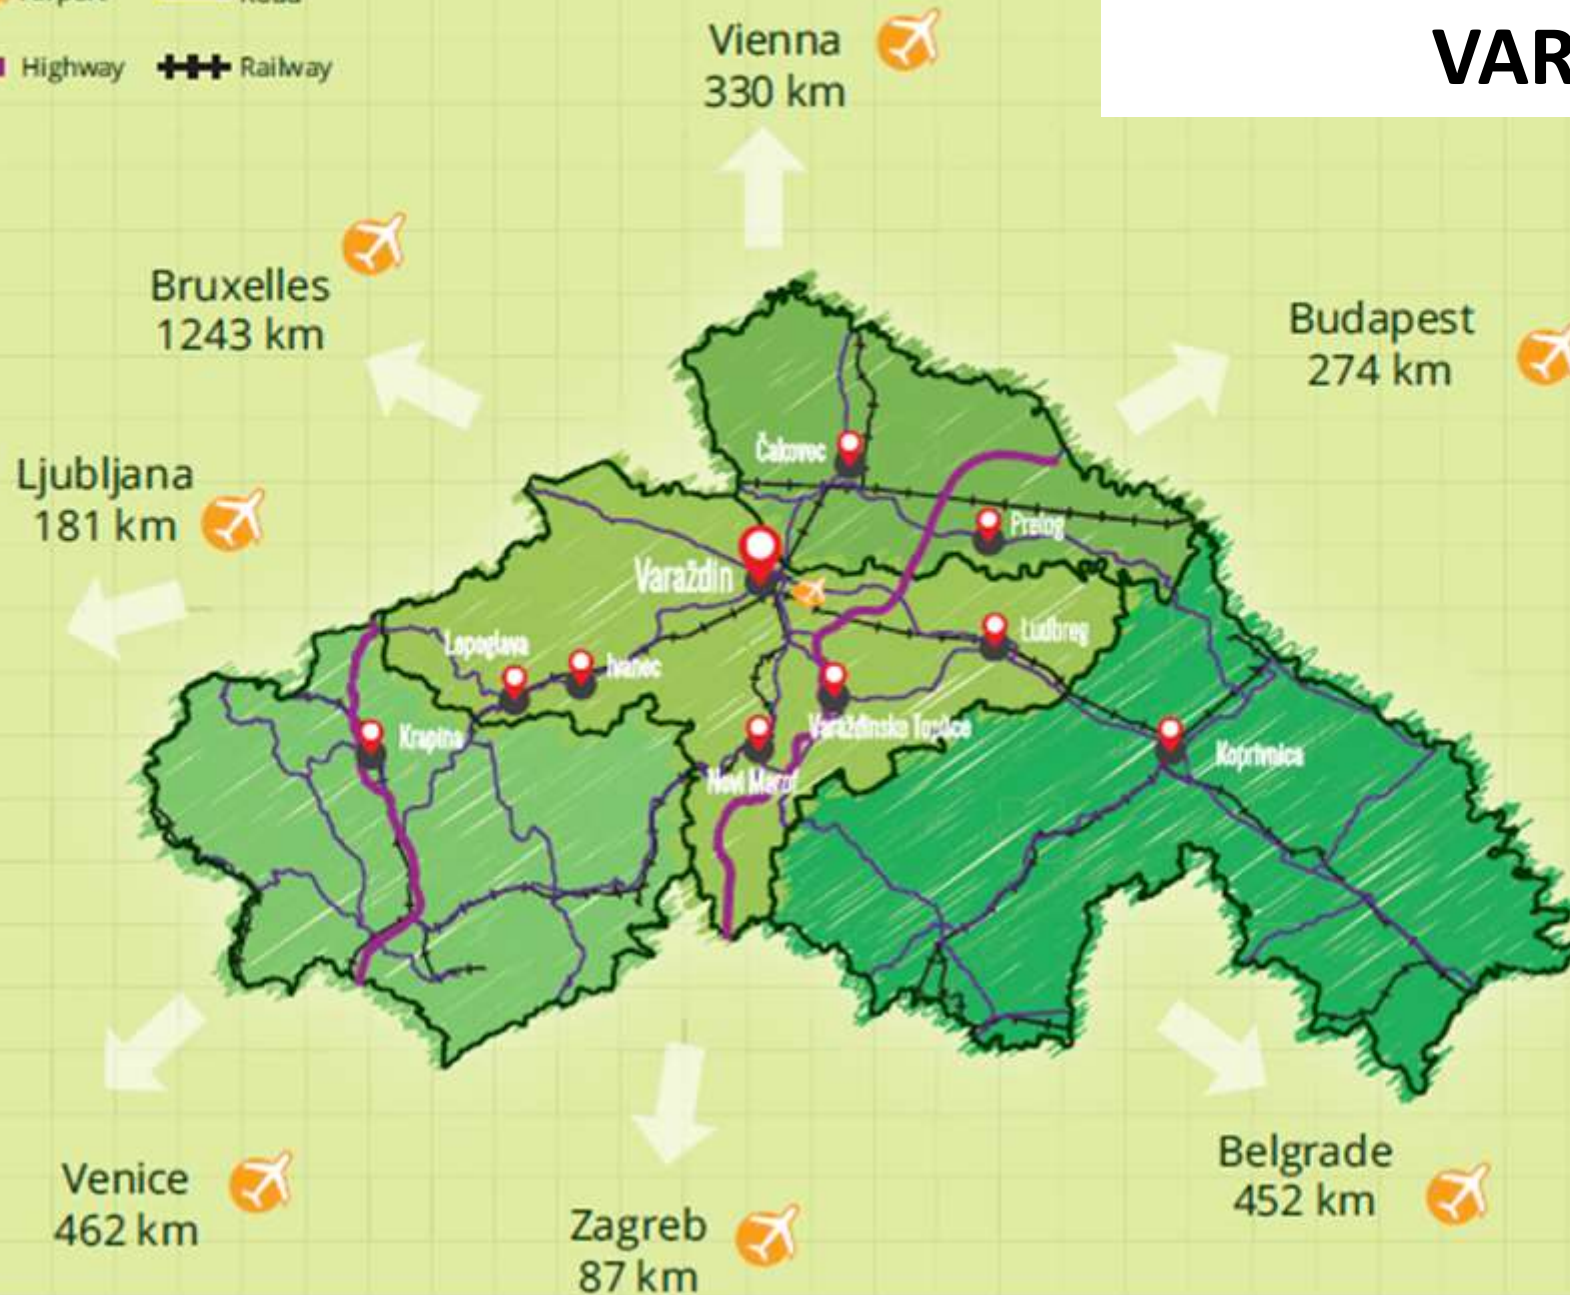 Highway
Railway
VAR
Vienna
330 km
Bruxelles
1243 km
Budapest
274 km
Ljubljana
181 km
Čakovec
Prelog
Varaždin
Ludbreg
Lepoglava
Ivanec
Krapina
Varaždinske Toplice
Koprivnica
Novi Marof
Venice
462 km
Zagreb
87 km
Belgrade
452 km